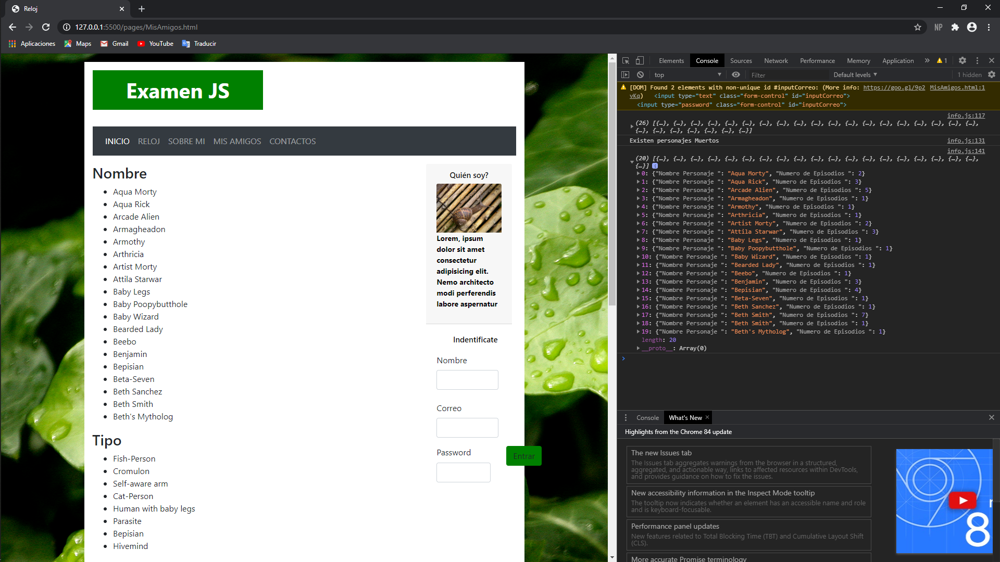 Reloj
127.0.0.1:5500/pages/MisAmigos.html
NP
Aplicaciones Maps Gmail YouTube Traducir
Examen JS
INICIO RELOJ SOBRE MI MIS AMIGOS CONTACTOS
Nombre
Aqua Morty
Aqua Rick
Arcade Alien
Armagheadon
Armothy
Arthricia
Artist Morty
Attila Starwar
Baby Legs
Baby Poopybutthole
Baby Wizard
Bearded Lady
Beebo
Benjamin
Bepisian
Beta-Seven
Beth Sanchez
Beth Smith
Beth's Mytholog
Tipo
Fish-Person
Cromulon
Self-aware arm
Cat-Person
Human with baby legs
Parasite
Bepisian
Hivemind
Quién soy?
Lorem, ipsum
dolor sit amet
consectetur
adipisicing elit.
Nemo architecto
modi perferendis
labore aspernatur
Indentificate
Nombre
Correo
Password
Entrar
Elements Console Sources Network Performance Memory Application » 1
top Filter Default levels 1 hidden
[DOM] Found 2 elements with non-unique id #inputCorreo: (More info: https://goo.gl/9p2 MisAmigos.html:1
vKq) <input type="text" class="form-control" id="inputCorreo">
<input type="password" class="form-control" id="inputCorreo">
info.js:117
(26) [{…}, {…}, {…}, {…}, {…}, {…}, {…}, {…}, {…}, {…}, {…}, {…}, {…}, {…}, {…}, {…}, {…}, {…}, {…},
{…}, {…}, {…}, {…}, {…}, {…}, {…}]
Existen personajes Muertos info.js:131
info.js:141
(20) [{…}, {…}, {…}, {…}, {…}, {…}, {…}, {…}, {…}, {…}, {…}, {…}, {…}, {…}, {…}, {…}, {…}, {…}, {…},
{…}] i
0: {"Nombre Personaje ": "Aqua Morty", "Numero de Episodios ": 2}
1: {"Nombre Personaje ": "Aqua Rick", "Numero de Episodios ": 3}
2: {"Nombre Personaje ": "Arcade Alien", "Numero de Episodios ": 5}
3: {"Nombre Personaje ": "Armagheadon", "Numero de Episodios ": 1}
4: {"Nombre Personaje ": "Armothy", "Numero de Episodios ": 1}
5: {"Nombre Personaje ": "Arthricia", "Numero de Episodios ": 1}
6: {"Nombre Personaje ": "Artist Morty", "Numero de Episodios ": 2}
7: {"Nombre Personaje ": "Attila Starwar", "Numero de Episodios ": 3}
8: {"Nombre Personaje ": "Baby Legs", "Numero de Episodios ": 1}
9: {"Nombre Personaje ": "Baby Poopybutthole", "Numero de Episodios ": 1}
10: {"Nombre Personaje ": "Baby Wizard", "Numero de Episodios ": 1}
11: {"Nombre Personaje ": "Bearded Lady", "Numero de Episodios ": 1}
12: {"Nombre Personaje ": "Beebo", "Numero de Episodios ": 1}
13: {"Nombre Personaje ": "Benjamin", "Numero de Episodios ": 3}
14: {"Nombre Personaje ": "Bepisian", "Numero de Episodios ": 4}
15: {"Nombre Personaje ": "Beta-Seven", "Numero de Episodios ": 1}
16: {"Nombre Personaje ": "Beth Sanchez", "Numero de Episodios ": 1}
17: {"Nombre Personaje ": "Beth Smith", "Numero de Episodios ": 7}
18: {"Nombre Personaje ": "Beth Smith", "Numero de Episodios ": 1}
19: {"Nombre Personaje ": "Beth's Mytholog", "Numero de Episodios ": 1}
length: 20
__proto__: Array(0)
Console What's New
Highlights from the Chrome 84 update
The new Issues tab
The Issues tab aggregates warnings from the browser in a structured,
aggregated, and actionable way, links to affected resources within DevTools,
and provides guidance on how to fix the issues.
New accessibility information in the Inspect Mode tooltip
The tooltip now indicates whether an element has an accessible name and role
and is keyboard-focusable.
Performance panel updates
New features related to Total Blocking Time (TBT) and Cumulative Layout Shift
(CLS).
More accurate Promise terminology
8